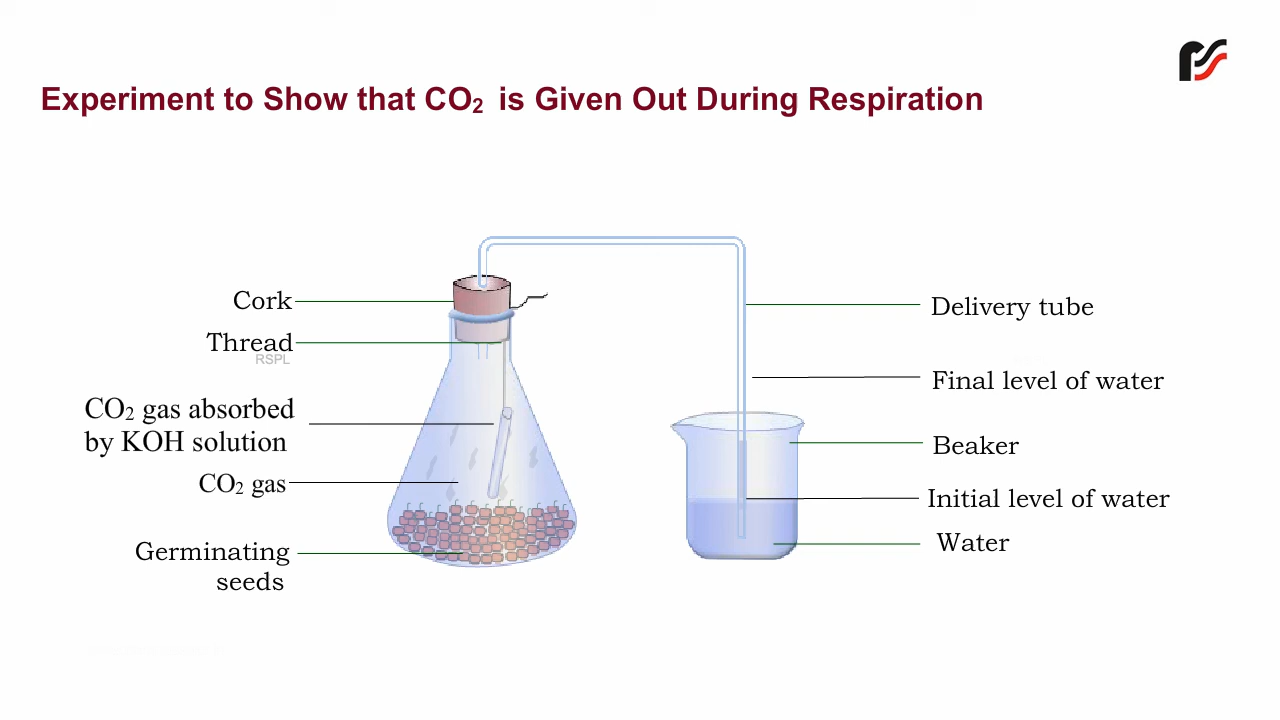 Experiment to Show that CO₂ is Given Out During Respiration
Cork
Thread
RSPL
CO₂ gas absorbed
by KOH solution
CO₂ gas
Germinating
seeds
Delivery tube
Final level of water
Beaker
Initial level of water
Water